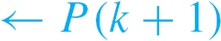 ← P(k + 1)